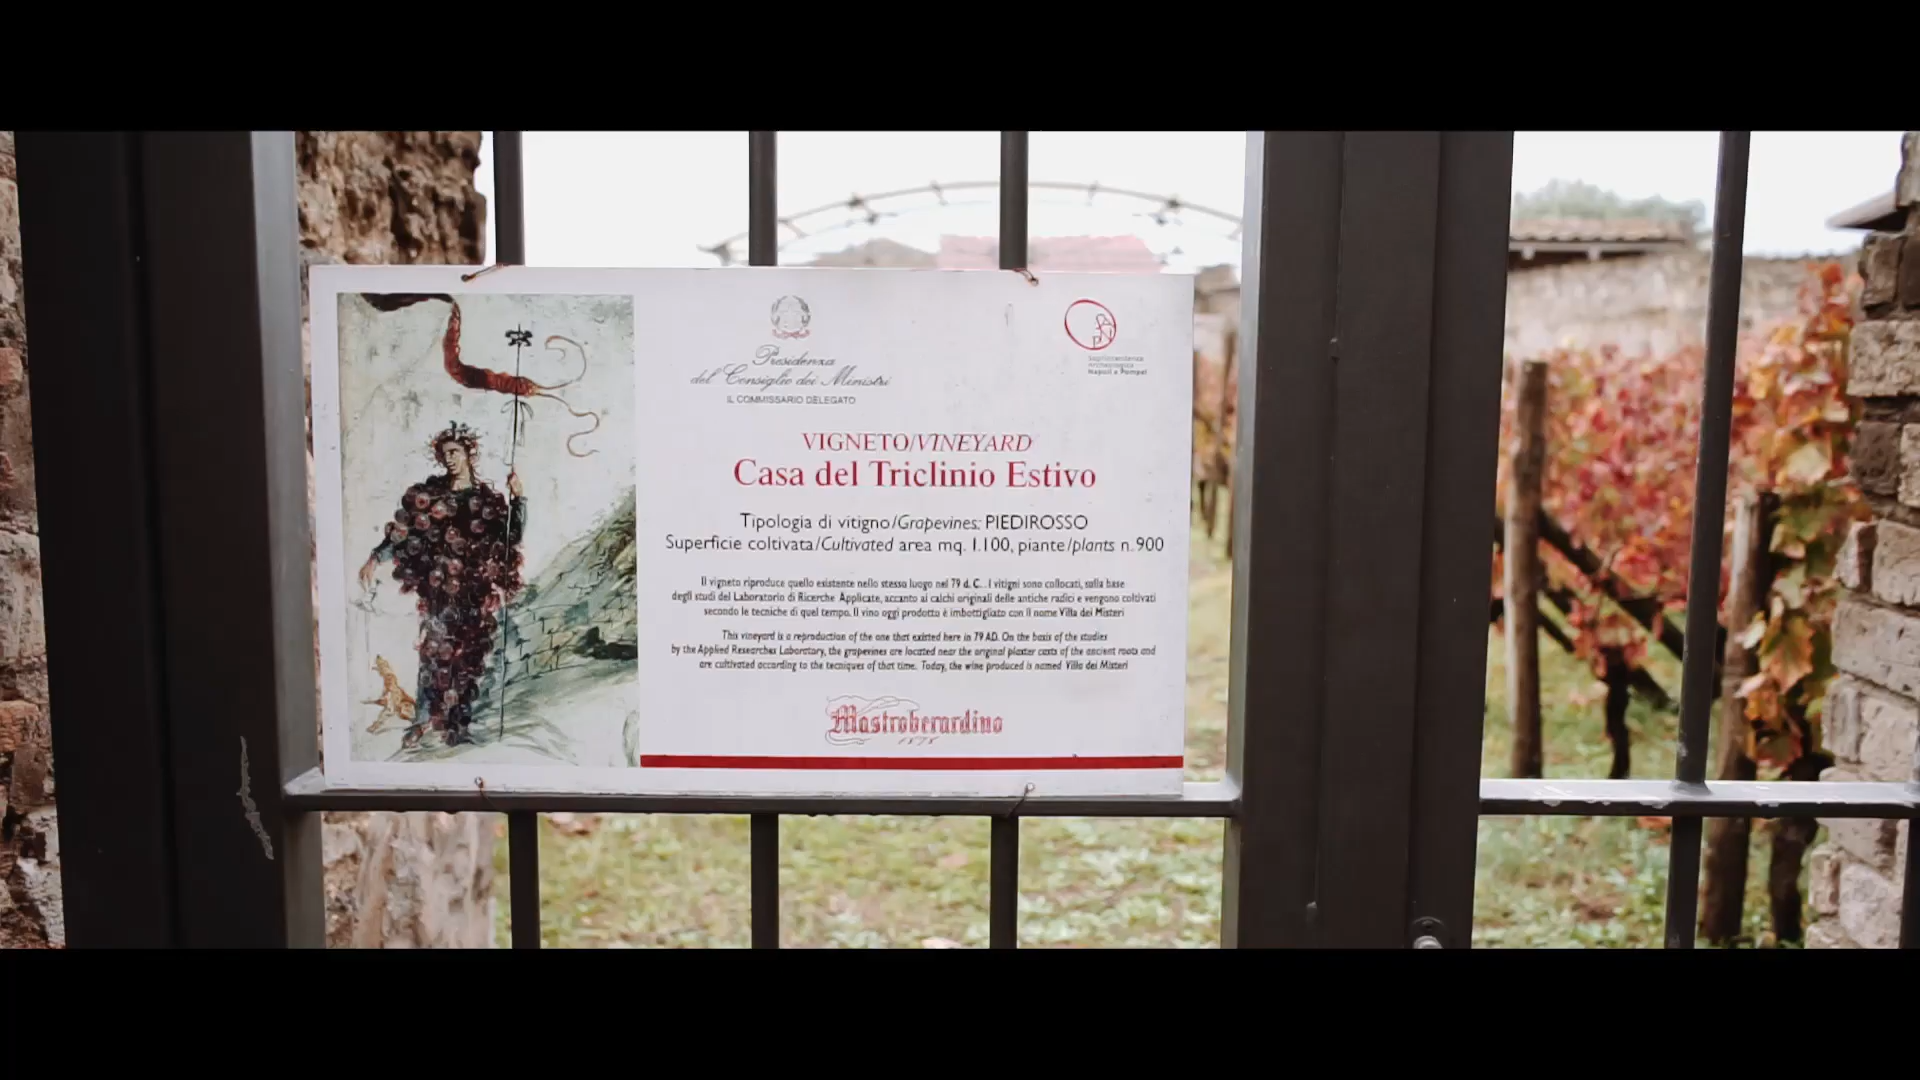 Presidenza
del Consiglio dei Ministri
IL COMMISSARIO DELEGATO
Soprintendenza
Archeologica
Napoli e Pompei
VIGNETO/VINEYARD
Casa del Triclinio Estivo
Tipologia di vitigno/Grapevines: PIEDIROSSO
Superficie coltivata/Cultivated area mq. 1.100, piante/plants n. 900
Il vigneto riproduce quello esistente nello stesso luogo nel 79 d. C.. I vitigni sono collocati, sulla base
degli studi del Laboratorio di Ricerche Applicate, accanto ai calchi originali delle antiche radici e vengono coltivati
secondo le tecniche di quel tempo. Il vino oggi prodotto è imbottigliato con il nome Villa dei Misteri
This vineyard is a reproduction of the one that existed here in 79 AD. On the basis of the studies
by the Applied Researches Laboratory, the grapevines are located near the original plaster casts of the ancient roots and
are cultivated according to the tecniques of that time. Today, the wine produced is named Villa dei Misteri
Mastroberardino
1878